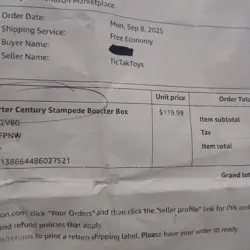 Marketplace.
Order Date: Mon, Sep 8, 2025
Shipping Service: Free Economy
Buyer Name:
Seller Name: TicTakToys
Unit price Order Tota
rter Century Stampede Booster Box $119.99 Item subtotal
Tax
FPNW Item total
138664486027521
Grand tot
on.com, click "Your Orders" and then click the "Seller profile" link for this ord
and refund policies that apply.
/returns to print a return shipping label. Please have your order ID ready.